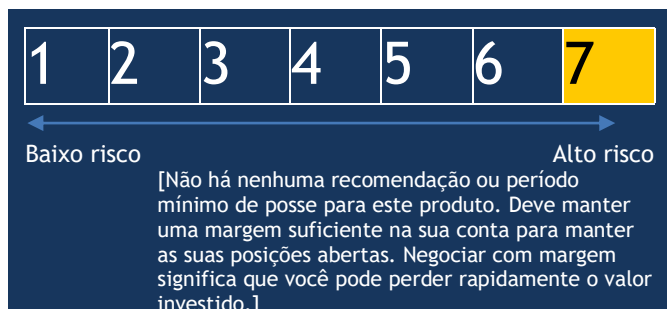 1 2 3 4 5 6 7
Baixo risco Alto risco
[Não há nenhuma recomendação ou período
mínimo de posse para este produto. Deve manter
uma margem suficiente na sua conta para manter
as suas posições abertas. Negociar com margem
significa que você pode perder rapidamente o valor
investido.]